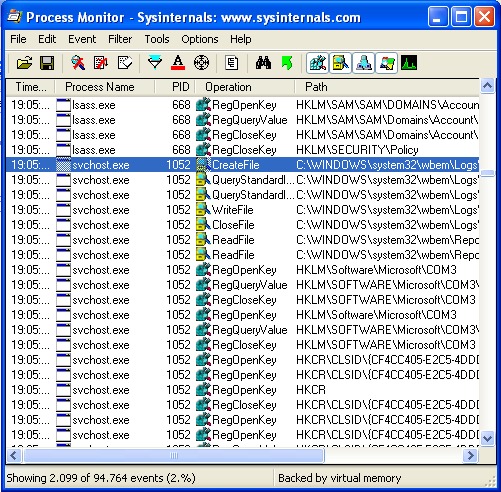 Process Monitor - Sysinternals: www.sysinternals.com
File Edit Event Filter Tools Options Help
Time... Process Name PID Operation Path
19:05:... lsass.exe 668 RegOpenKey HKLM\SAM\SAM\DOMAINS\Account
19:05:... lsass.exe 668 RegQueryValue HKLM\SAM\SAM\Domains\Account\
19:05:... lsass.exe 668 RegCloseKey HKLM\SAM\SAM\Domains\Account\
19:05:... lsass.exe 668 RegCloseKey HKLM\SECURITY\Policy
19:05:... svchost.exe 1052 CreateFile C:\WINDOWS\system32\wbem\Logs\
19:05:... svchost.exe 1052 QueryStandardI... C:\WINDOWS\system32\wbem\Logs\
19:05:... svchost.exe 1052 WriteFile C:\WINDOWS\system32\wbem\Logs\
19:05:... svchost.exe 1052 CloseFile C:\WINDOWS\system32\wbem\Logs\
19:05:... svchost.exe 1052 ReadFile C:\WINDOWS\system32\wbem\Repo
19:05:... svchost.exe 1052 ReadFile C:\WINDOWS\system32\wbem\Repo
19:05:... svchost.exe 1052 RegOpenKey HKLM\Software\Microsoft\COM3
19:05:... svchost.exe 1052 RegQueryValue HKLM\SOFTWARE\Microsoft\COM3\
19:05:... svchost.exe 1052 RegCloseKey HKLM\SOFTWARE\Microsoft\COM3
19:05:... svchost.exe 1052 RegOpenKey HKLM\Software\Microsoft\COM3
19:05:... svchost.exe 1052 RegQueryValue HKLM\SOFTWARE\Microsoft\COM3\
19:05:... svchost.exe 1052 RegCloseKey HKLM\SOFTWARE\Microsoft\COM3
19:05:... svchost.exe 1052 RegOpenKey HKCR\CLSID\{CF4CC405-E2C5-4DDD
19:05:... svchost.exe 1052 RegOpenKey HKCR\CLSID\{CF4CC405-E2C5-4DDD
19:05:... svchost.exe 1052 RegOpenKey HKCR
19:05:... svchost.exe 1052 RegCloseKey HKCR\CLSID\{CF4CC405-E2C5-4DDD
19:05:... svchost.exe 1052 RegOpenKey HKCR\CLSID\{CF4CC405-E2C5-4DDD
19:05:... svchost.exe 1052 RegOpenKey HKCR\CLSID\{CF4CC405-E2C5-4DDD
19:05:... svchost.exe 1052 HKCR\CLSID\{CF4CC405-E2C5-4DDD
Showing 2.099 of 94.764 events (2.%) Backed by virtual memory